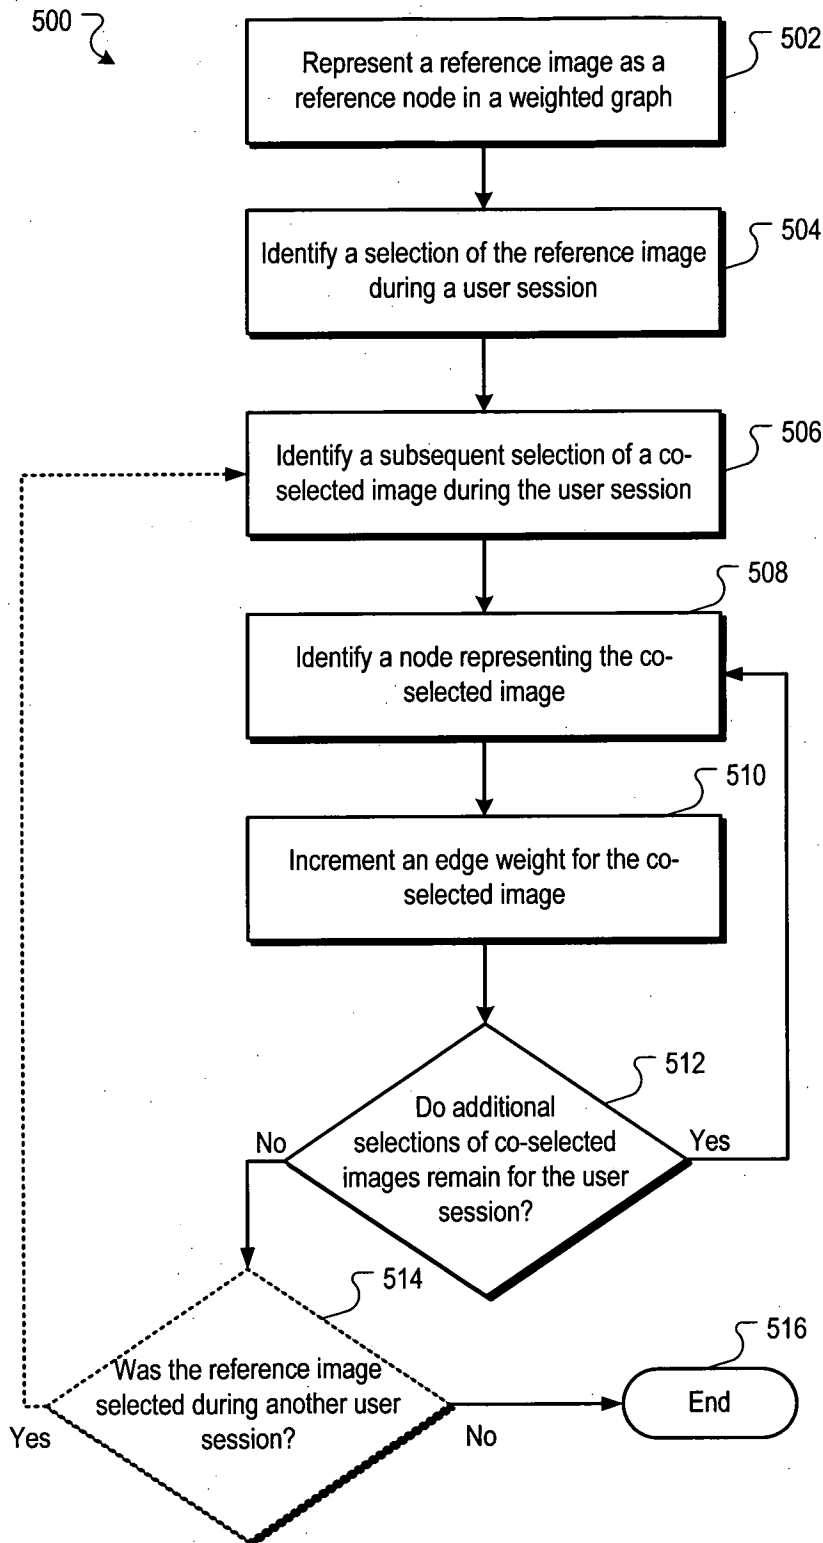 500
502
Represent a reference image as a
reference node in a weighted graph
504
Identify a selection of the reference image
during a user session
506
Identify a subsequent selection of a co-
selected image during the user session
508
Identify a node representing the co-
selected image
510
Increment an edge weight for the co-
selected image
512
Do additional
selections of co-selected
images remain for the user
session?
No
Yes
514
Was the reference image
selected during another user
session?
Yes
No
516
End